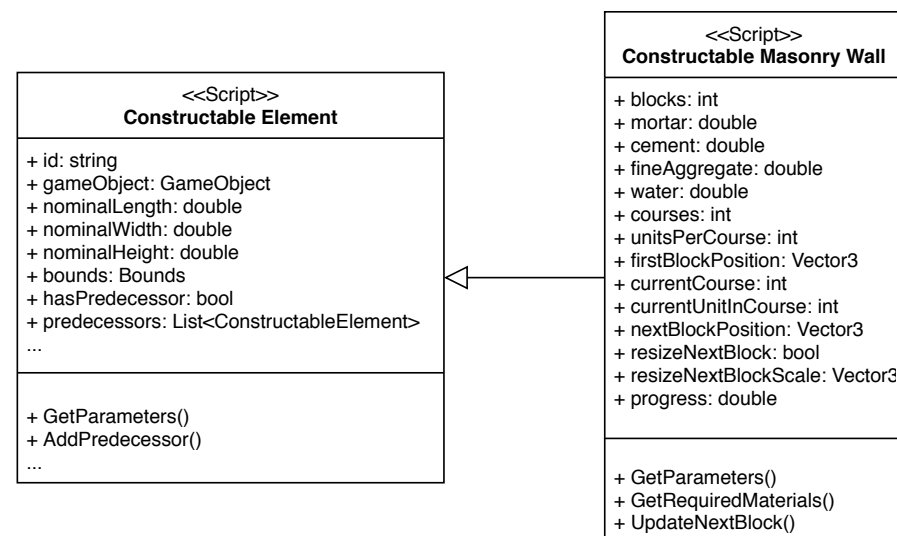 <<Script>>
Constructable Element
+ id: string
+ gameObject: GameObject
+ nominalLength: double
+ nominalWidth: double
+ nominalHeight: double
+ bounds: Bounds
+ hasPredecessor: bool
+ predecessors: List<ConstructableElement>
...
+ GetParameters()
+ AddPredecessor()
...
<<Script>>
Constructable Masonry Wall
+ blocks: int
+ mortar: double
+ cement: double
+ fineAggregate: double
+ water: double
+ courses: int
+ unitsPerCourse: int
+ firstBlockPosition: Vector3
+ currentCourse: int
+ currentUnitInCourse: int
+ nextBlockPosition: Vector3
+ resizeNextBlock: bool
+ resizeNextBlockScale: Vector3
+ progress: double
+ GetParameters()
+ GetRequiredMaterials()
+ UpdateNextBlock()